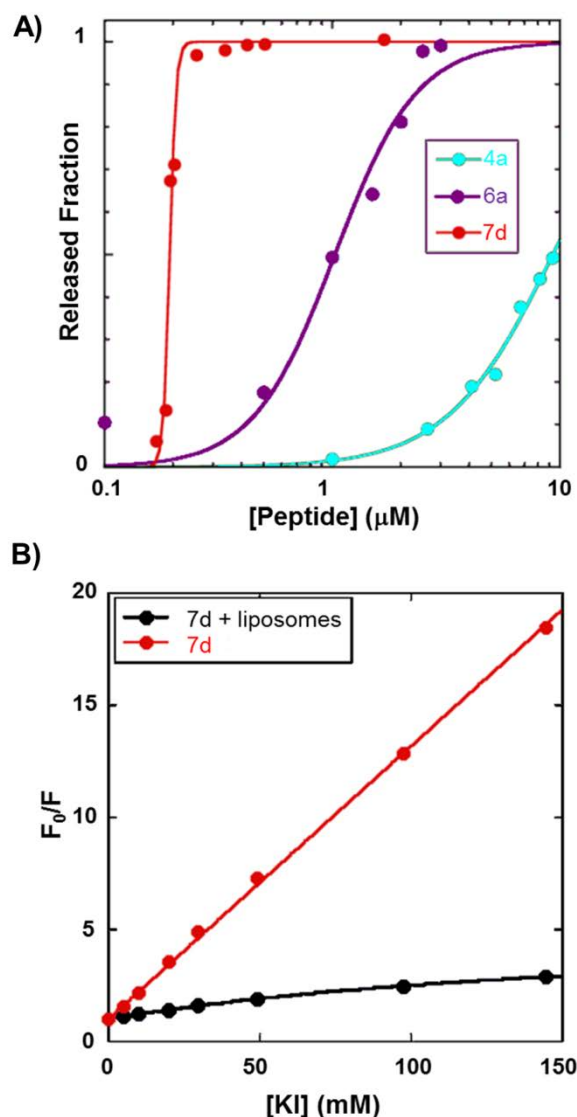 A)
1
Released Fraction
4a
6a
7d
0
0.1
1
10
[Peptide] (μM)
B)
20
7d + liposomes
7d
15
F₀/F
10
5
0
0
50
100
150
[KI] (mM)